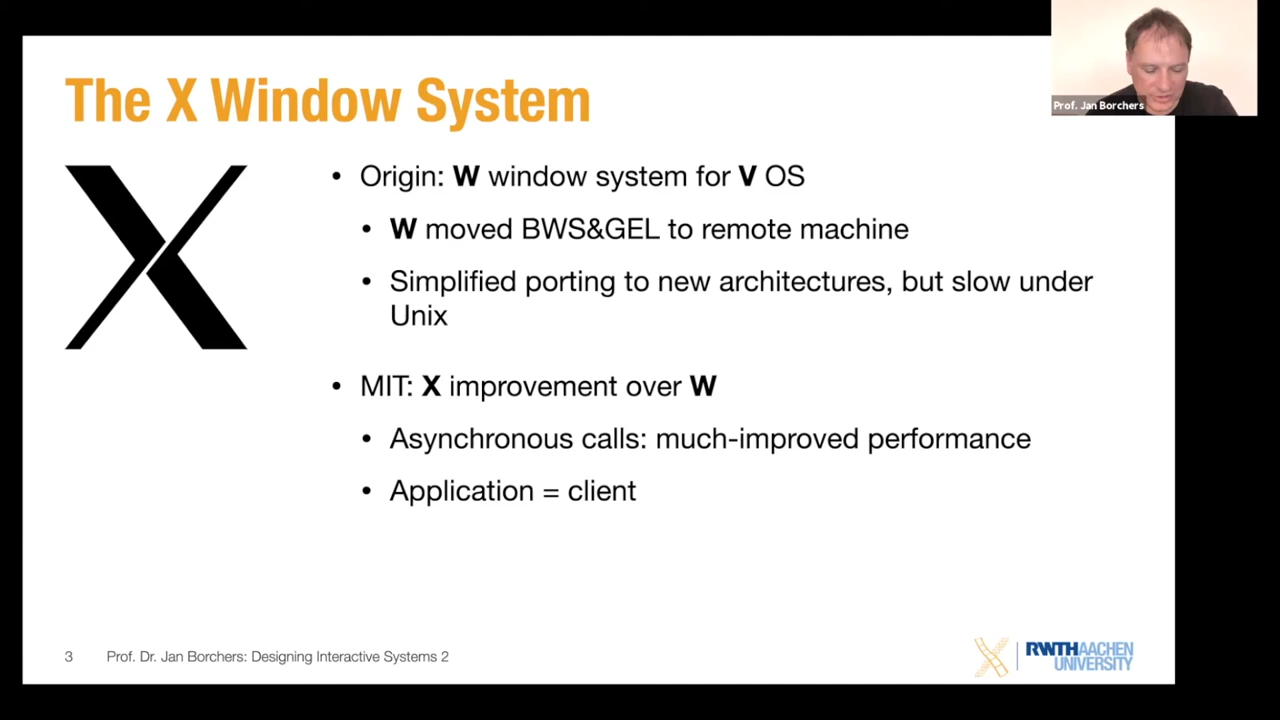 The X Window System
Prof. Jan Borchers
• Origin: W window system for V OS
• W moved BWS&GEL to remote machine
• Simplified porting to new architectures, but slow under
Unix
• MIT: X improvement over W
• Asynchronous calls: much-improved performance
• Application = client
3 Prof. Dr. Jan Borchers: Designing Interactive Systems 2
RWTH AACHEN
UNIVERSITY